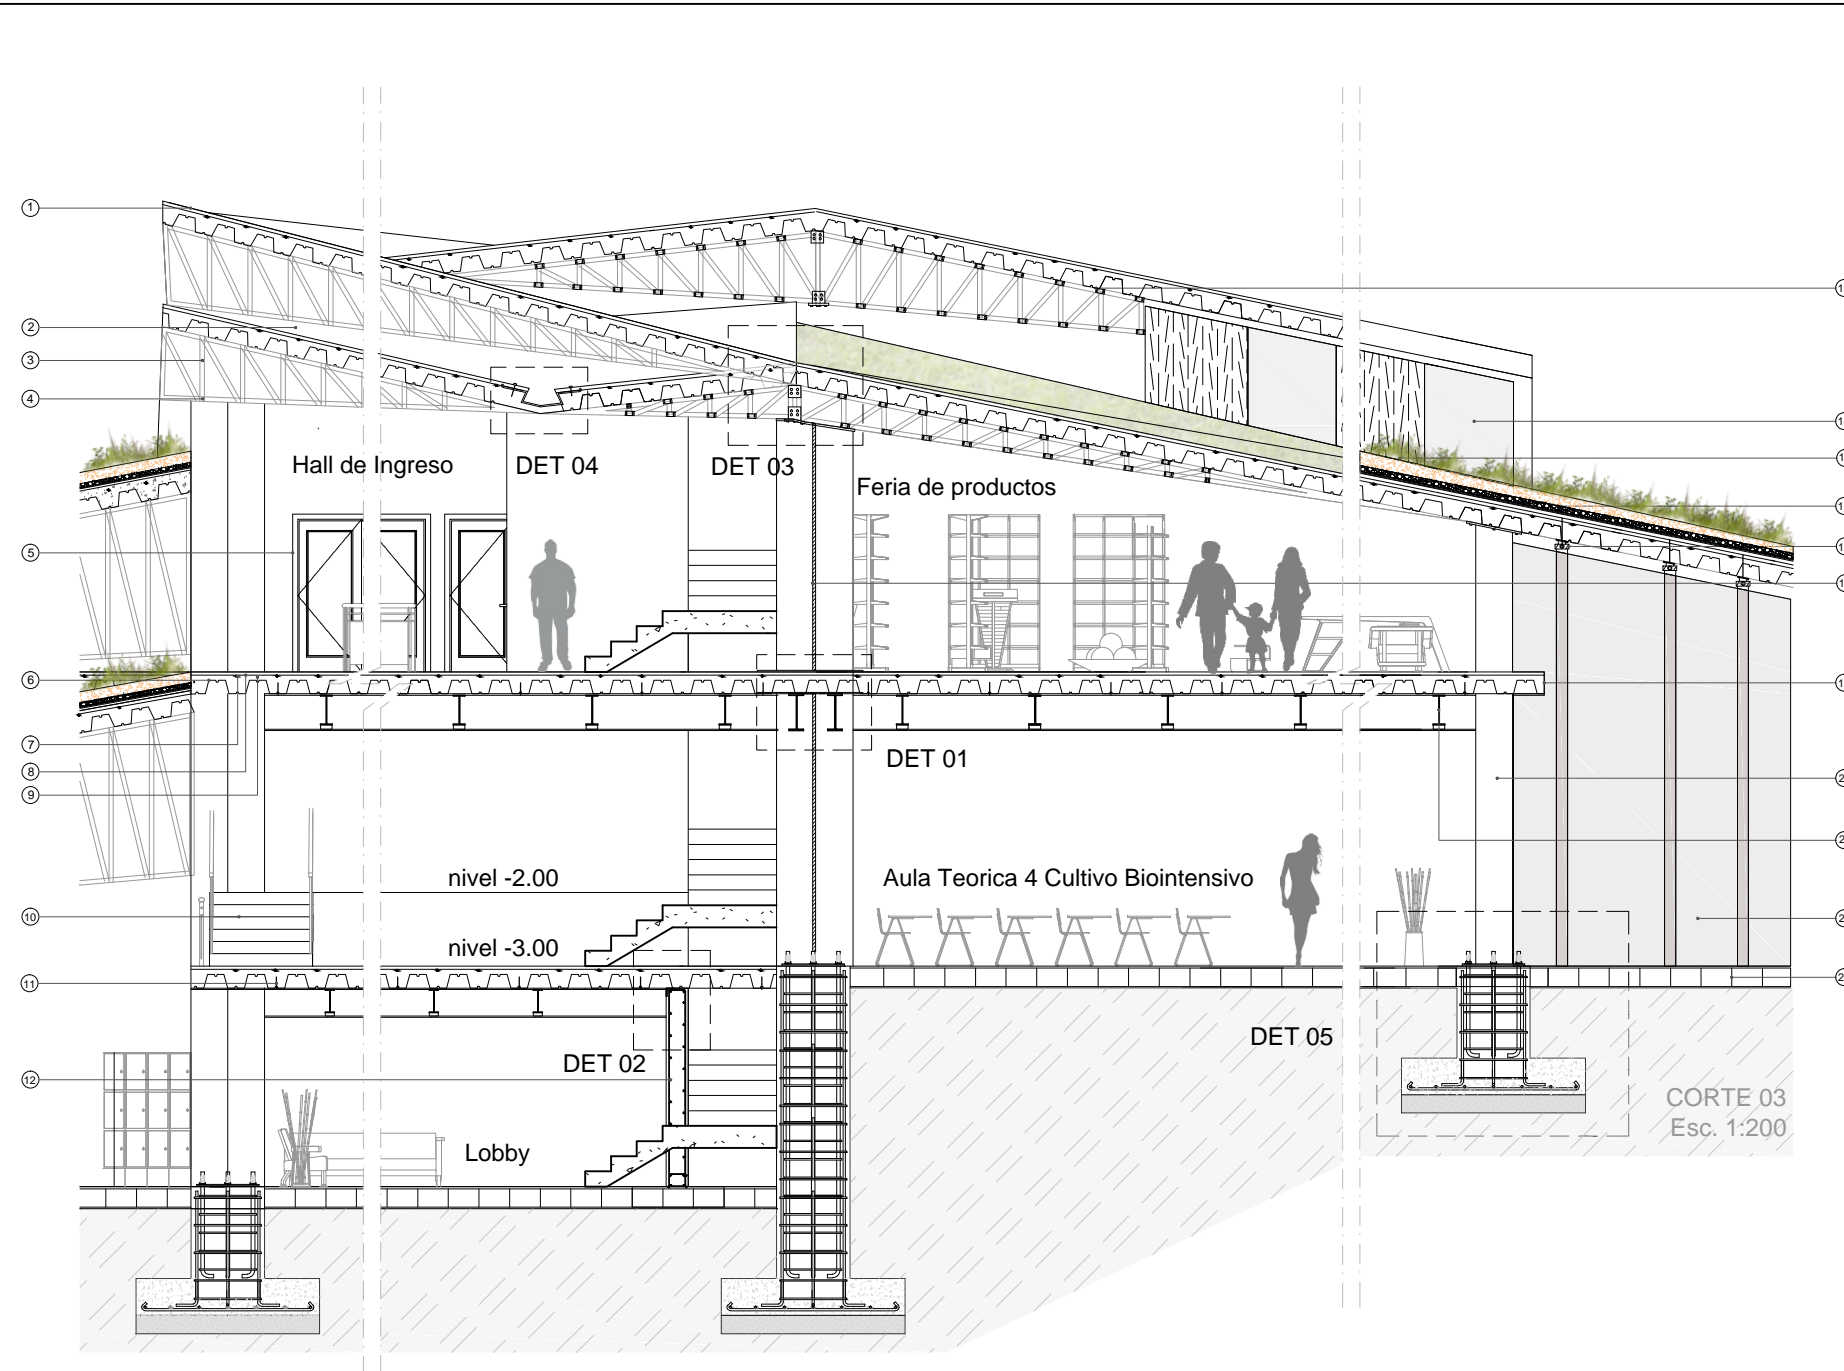 1
2
3
4
Hall de Ingreso
DET 04
DET 03
Feria de productos
5
6
7
8
9
DET 01
nivel -2.00
Aula Teorica 4 Cultivo Biointensivo
10
nivel -3.00
11
DET 02
DET 05
12
CORTE 03
Esc. 1:200
Lobby